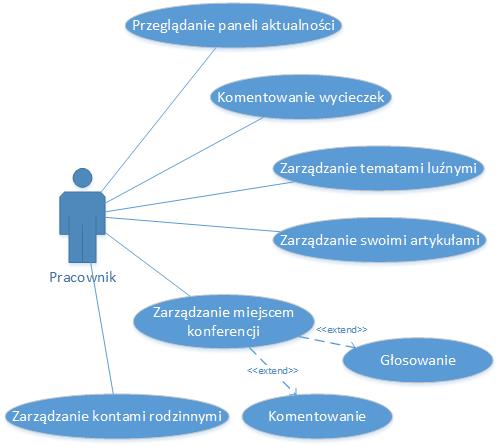 Przeglądanie paneli aktualności
Komentowanie wycieczek
Zarządzanie tematami luźnymi
Zarządzanie swoimi artykułami
Pracownik
Zarządzanie miejscem
konferencji
<<extend>>
Głosowanie
<<extend>>
Zarządzanie kontami rodzinnymi
Komentowanie